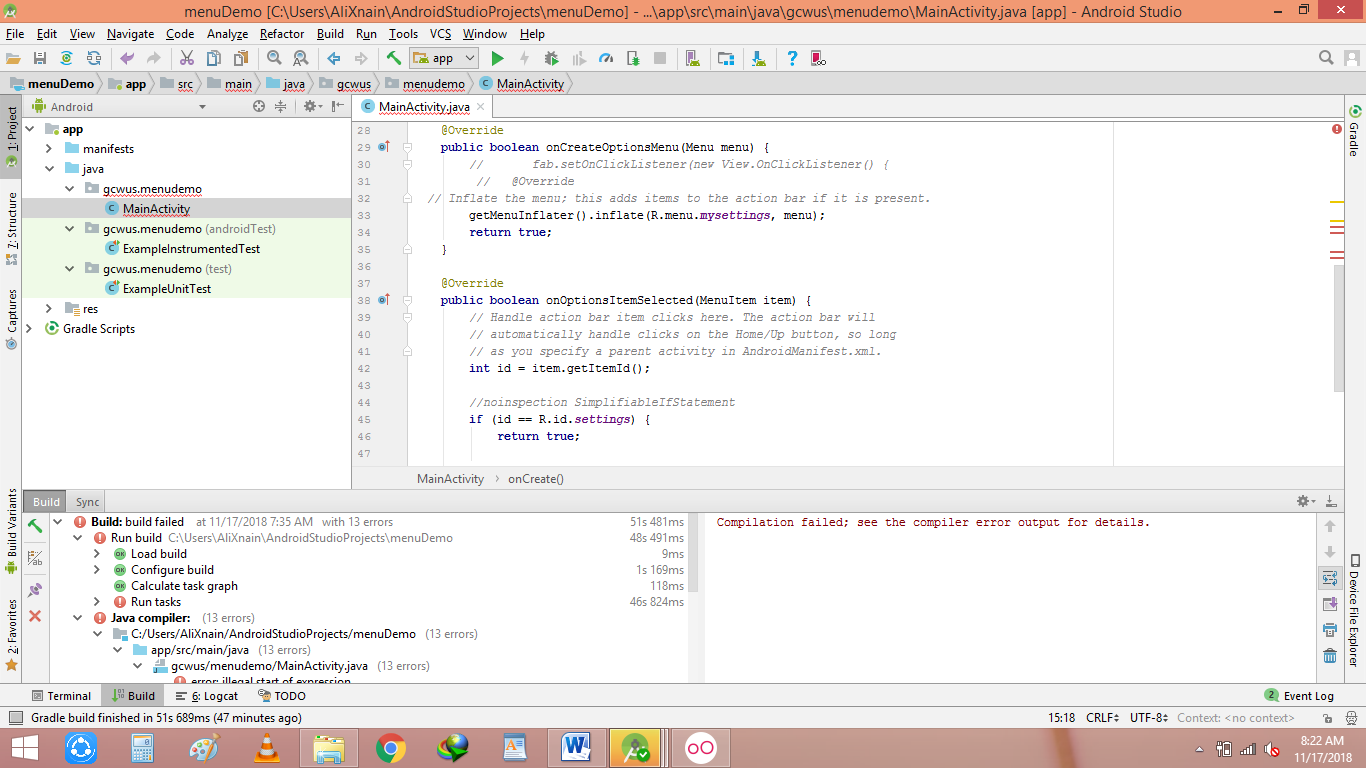 menuDemo [C:\Users\AliXnain\AndroidStudioProjects\menuDemo] - ...\app\src\main\java\gcwus\menudemo\MainActivity.java [app] - Android Studio
File Edit View Navigate Code Analyze Refactor Build Run Tools VCS Window Help
app
menuDemo app src main java gcwus menudemo MainActivity
Android
MainActivity.java
1: Project
7: Structure
Captures
Build Variants
2: Favorites
Gradle
Device File Explorer
app
manifests
java
gcwus.menudemo
MainActivity
gcwus.menudemo (androidTest)
ExampleInstrumentedTest
gcwus.menudemo (test)
ExampleUnitTest
res
Gradle Scripts
28 @Override
29 public boolean onCreateOptionsMenu(Menu menu) {
30 // fab.setOnClickListener(new View.OnClickListener() {
31 // @Override
32 // Inflate the menu; this adds items to the action bar if it is present.
33 getMenuInflater().inflate(R.menu.mysettings, menu);
34 return true;
35 }
36
37 @Override
38 public boolean onOptionsItemSelected(MenuItem item) {
39 // Handle action bar item clicks here. The action bar will
40 // automatically handle clicks on the Home/Up button, so long
41 // as you specify a parent activity in AndroidManifest.xml.
42 int id = item.getItemId();
43
44 //noinspection SimplifiableIfStatement
45 if (id == R.id.settings) {
46 return true;
47
MainActivity › onCreate()
Build Sync
Build: build failed at 11/17/2018 7:35 AM with 13 errors 51s 481ms
Run build C:\Users\AliXnain\AndroidStudioProjects\menuDemo 48s 491ms
Load build 9ms
Configure build 1s 169ms
Calculate task graph 118ms
Run tasks 46s 824ms
Java compiler: (13 errors)
C:/Users/AliXnain/AndroidStudioProjects/menuDemo (13 errors)
app/src/main/java (13 errors)
gcwus/menudemo/MainActivity.java (13 errors)
error: illegal start of expression
Compilation failed; see the compiler error output for details.
Terminal Build 6: Logcat TODO 2 Event Log
Gradle build finished in 51s 689ms (47 minutes ago) 15:18 CRLF UTF-8 Context: <no context>
8:22 AM
11/17/2018